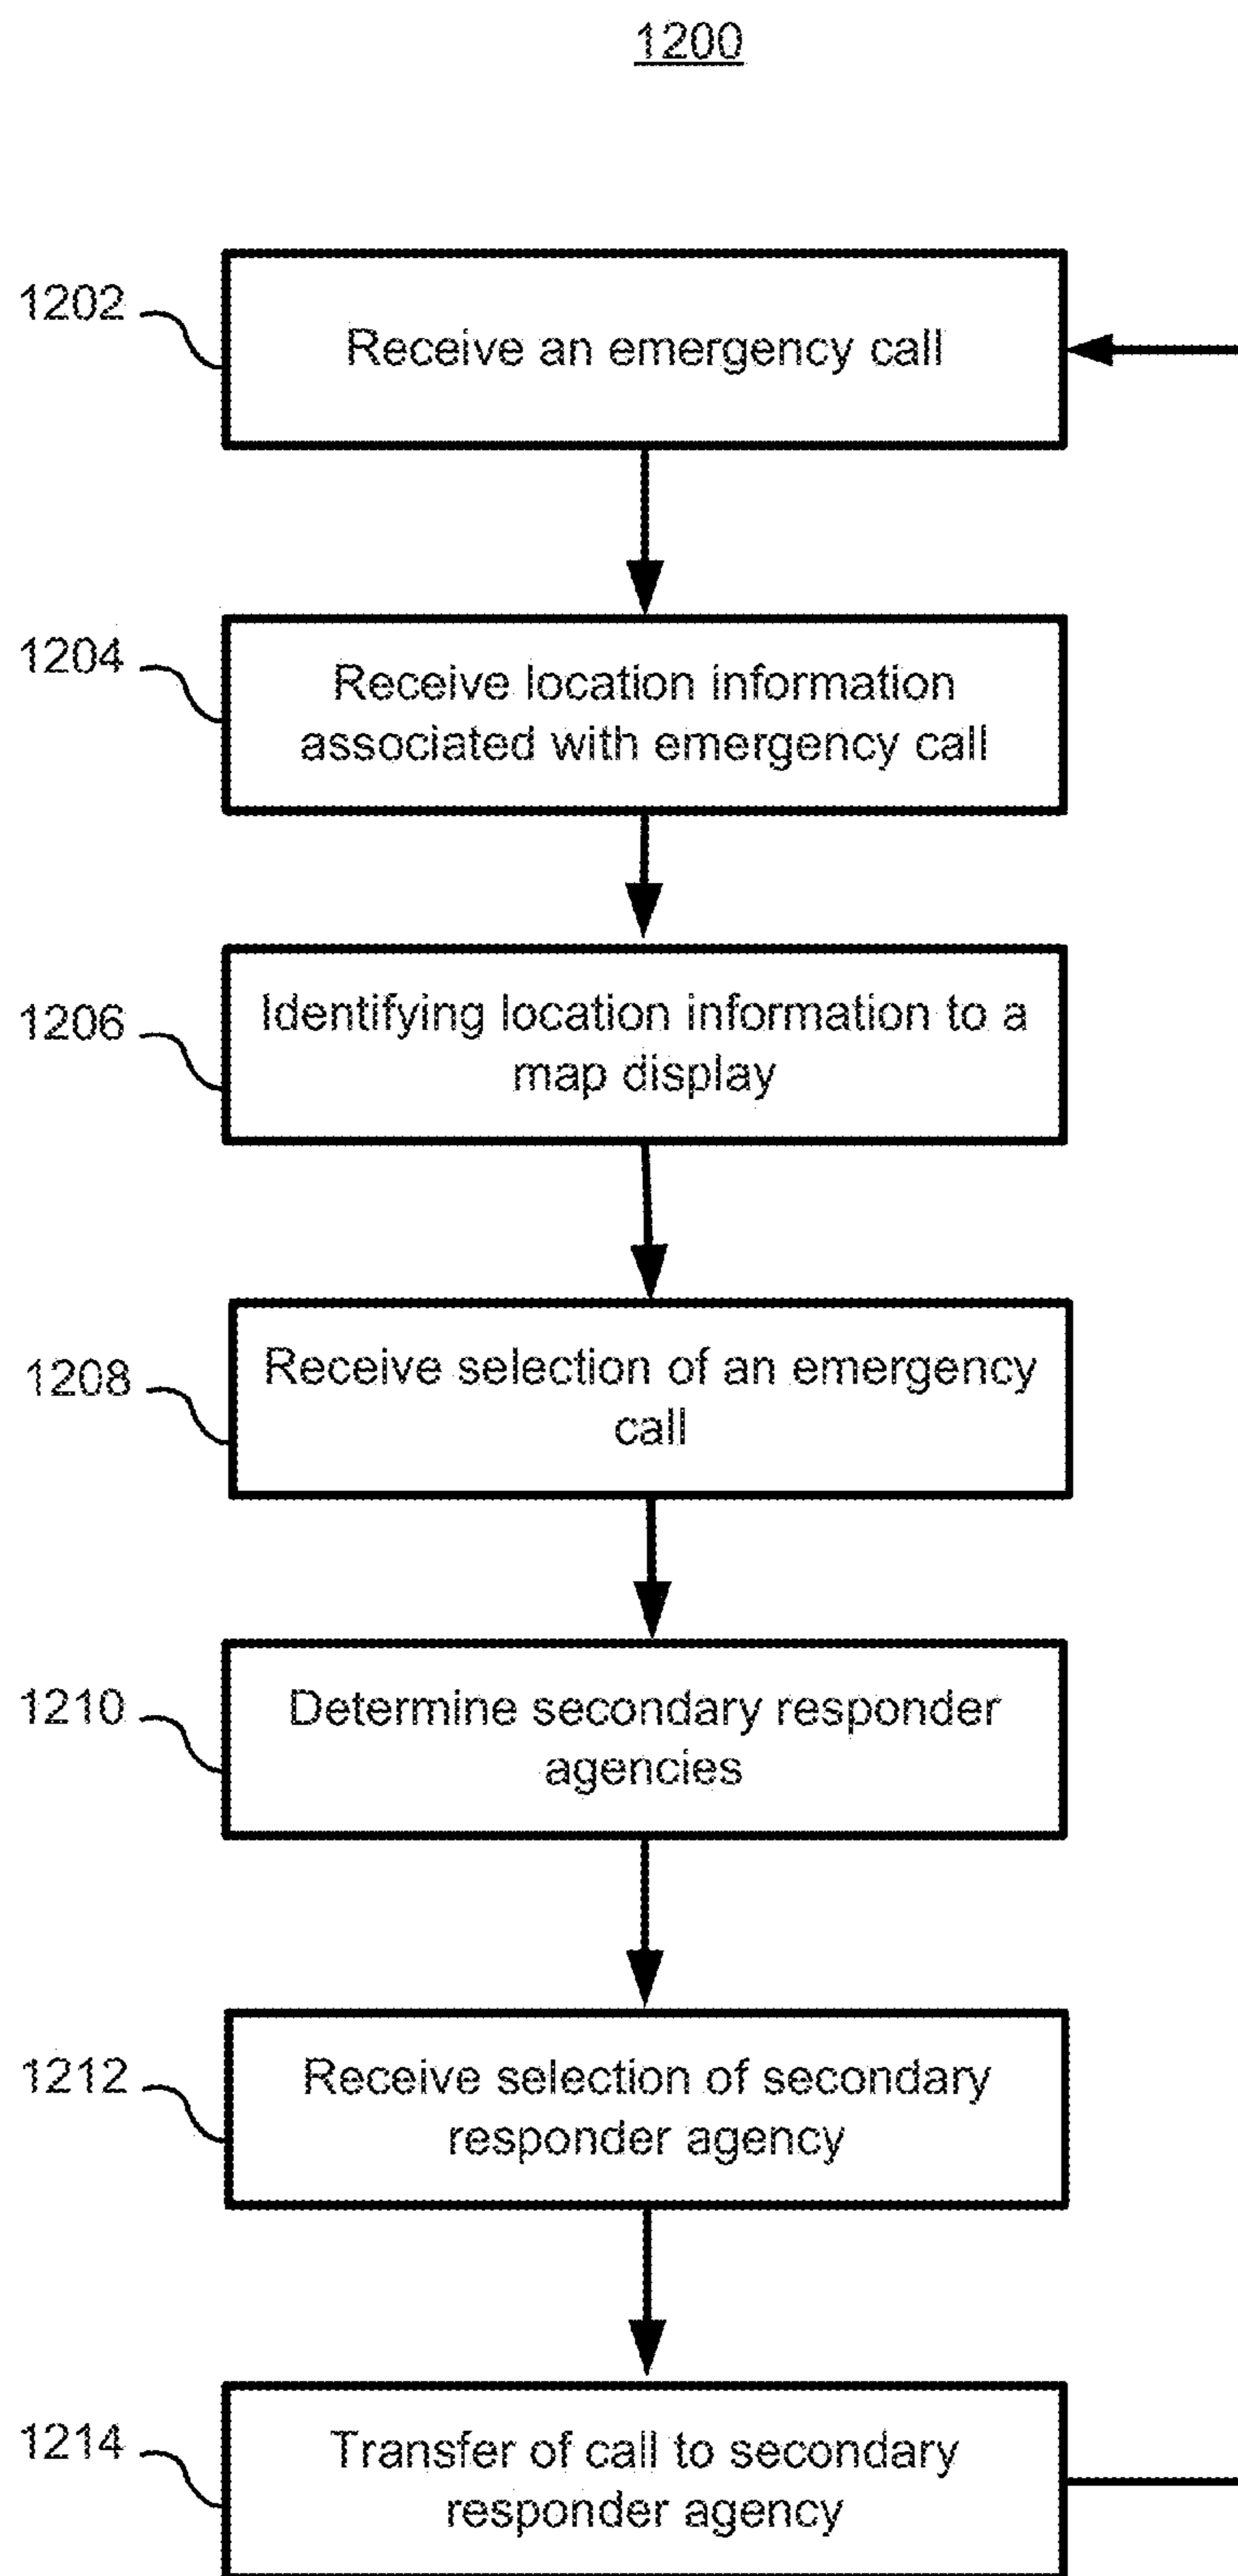 1200
1202
Receive an emergency call
1204
Receive location information
associated with emergency call
1206
Identifying location information to a
map display
1208
Receive selection of an emergency
call
1210
Determine secondary responder
agencies
1212
Receive selection of secondary
responder agency
1214
Transfer of call to secondary
responder agency